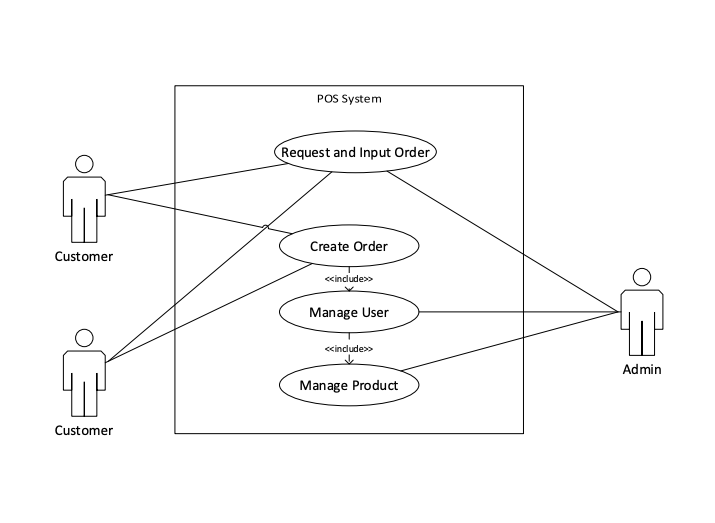 POS System
Request and Input Order
Customer
Create Order
<<include>>
Manage User
<<include>>
Admin
Manage Product
Customer